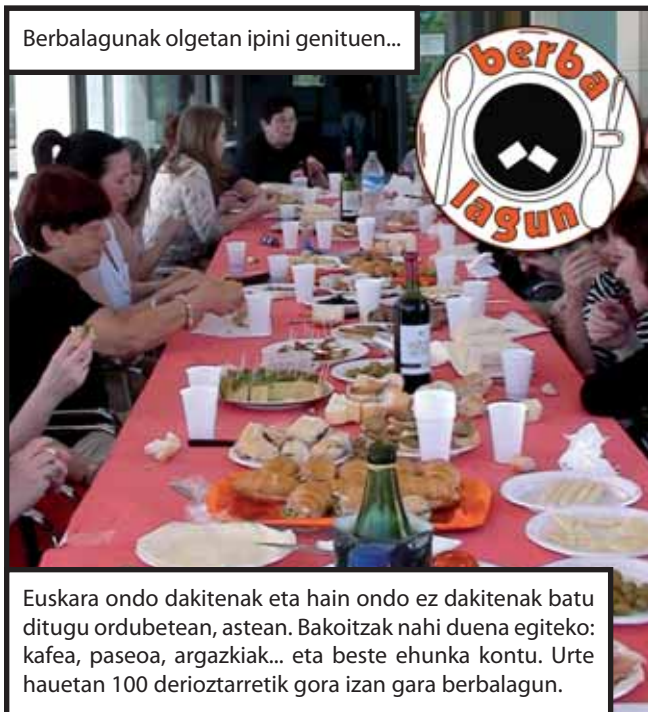 Berbalagunak olgetan ipini genituen...
berba
lagun
Euskara ondo dakitenak eta hain ondo ez dakitenak batu
ditugu ordubetean, astean. Bakoitzak nahi duena egiteko:
kafea, paseoa, argazkiak... eta beste ehunka kontu. Urte
hauetan 100 derioztarretik gora izan gara berbalagun.